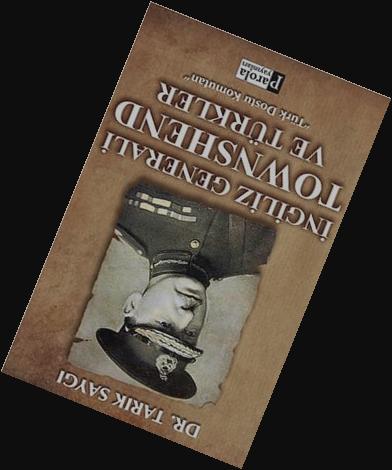 DR. TARIK SAYGI
İNGİLİZ GENERALİ
TOWNSHEND
VE TÜRKLER
"Türk Dostu Komutan"
Parola
yayınları